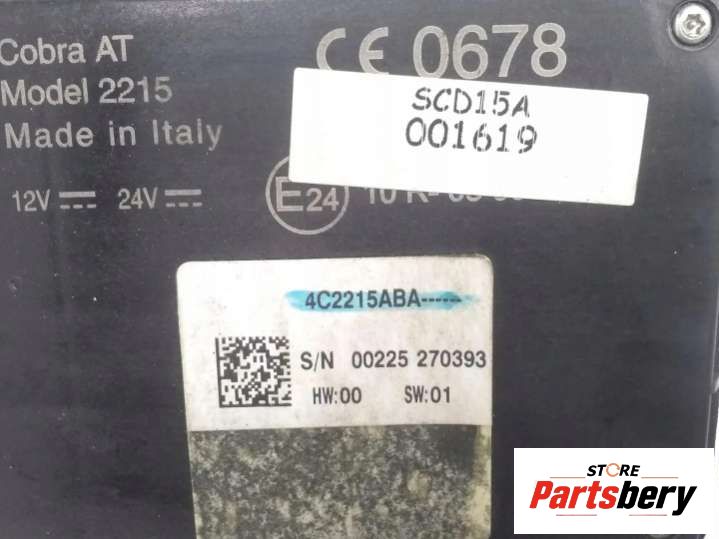 Cobra AT
Model 2215
Made in Italy
12V 24V
CE 0678
SCD15A
001619
E24 10 R-
4C2215ABA------
S/N 00225 270393
HW:00 SW:01
STORE
Partsbery